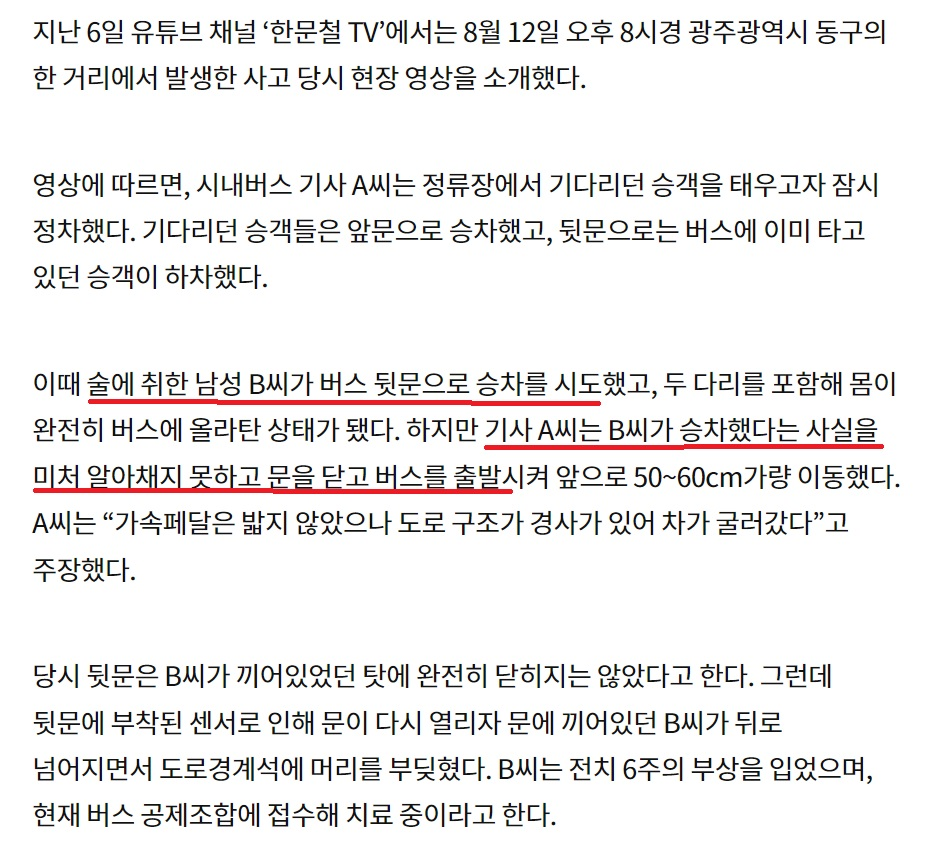 지난 6일 유튜브 채널 ‘한문철 TV’에서는 8월 12일 오후 8시경 광주광역시 동구의
한 거리에서 발생한 사고 당시 현장 영상을 소개했다.
영상에 따르면, 시내버스 기사 A씨는 정류장에서 기다리던 승객을 태우고자 잠시
정차했다. 기다리던 승객들은 앞문으로 승차했고, 뒷문으로는 버스에 이미 타고
있던 승객이 하차했다.
이때 술에 취한 남성 B씨가 버스 뒷문으로 승차를 시도했고, 두 다리를 포함해 몸이
완전히 버스에 올라탄 상태가 됐다. 하지만 기사 A씨는 B씨가 승차했다는 사실을
미처 알아채지 못하고 문을 닫고 버스를 출발시켜 앞으로 50~60cm가량 이동했다.
A씨는 “가속페달은 밟지 않았으나 도로 구조가 경사가 있어 차가 굴러갔다”고
주장했다.
당시 뒷문은 B씨가 끼어있었던 탓에 완전히 닫히지는 않았다고 한다. 그런데
뒷문에 부착된 센서로 인해 문이 다시 열리자 문에 끼어있던 B씨가 뒤로
넘어지면서 도로경계석에 머리를 부딪혔다. B씨는 전치 6주의 부상을 입었으며,
현재 버스 공제조합에 접수해 치료 중이라고 한다.